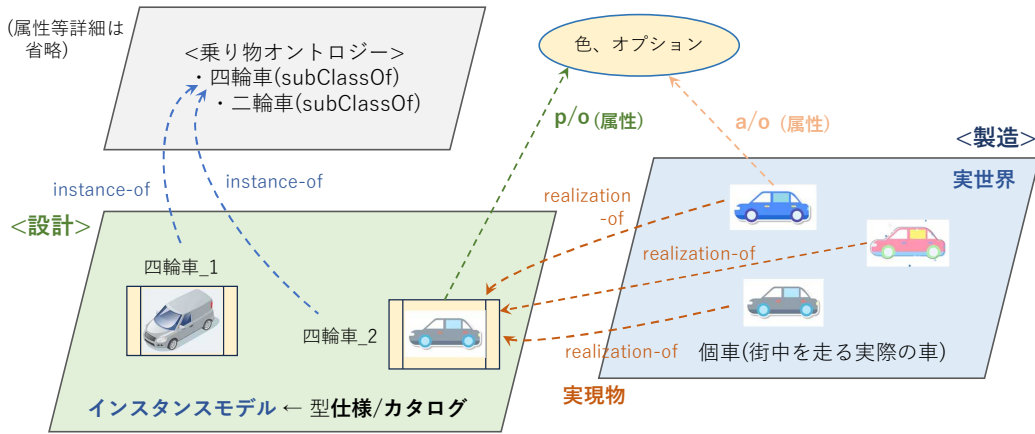 (属性等詳細は
省略)
<乗り物オントロジー>
・四輪車(subClassOf)
・二輪車(subClassOf)
色、オプション
p/o (属性)
a/o (属性)
<製造>
実世界
instance-of
instance-of
realization
-of
<設計>
realization-of
四輪車_1
四輪車_2
realization-of
個車(街中を走る実際の車)
実現物
インスタンスモデル ← 型仕様/カタログ